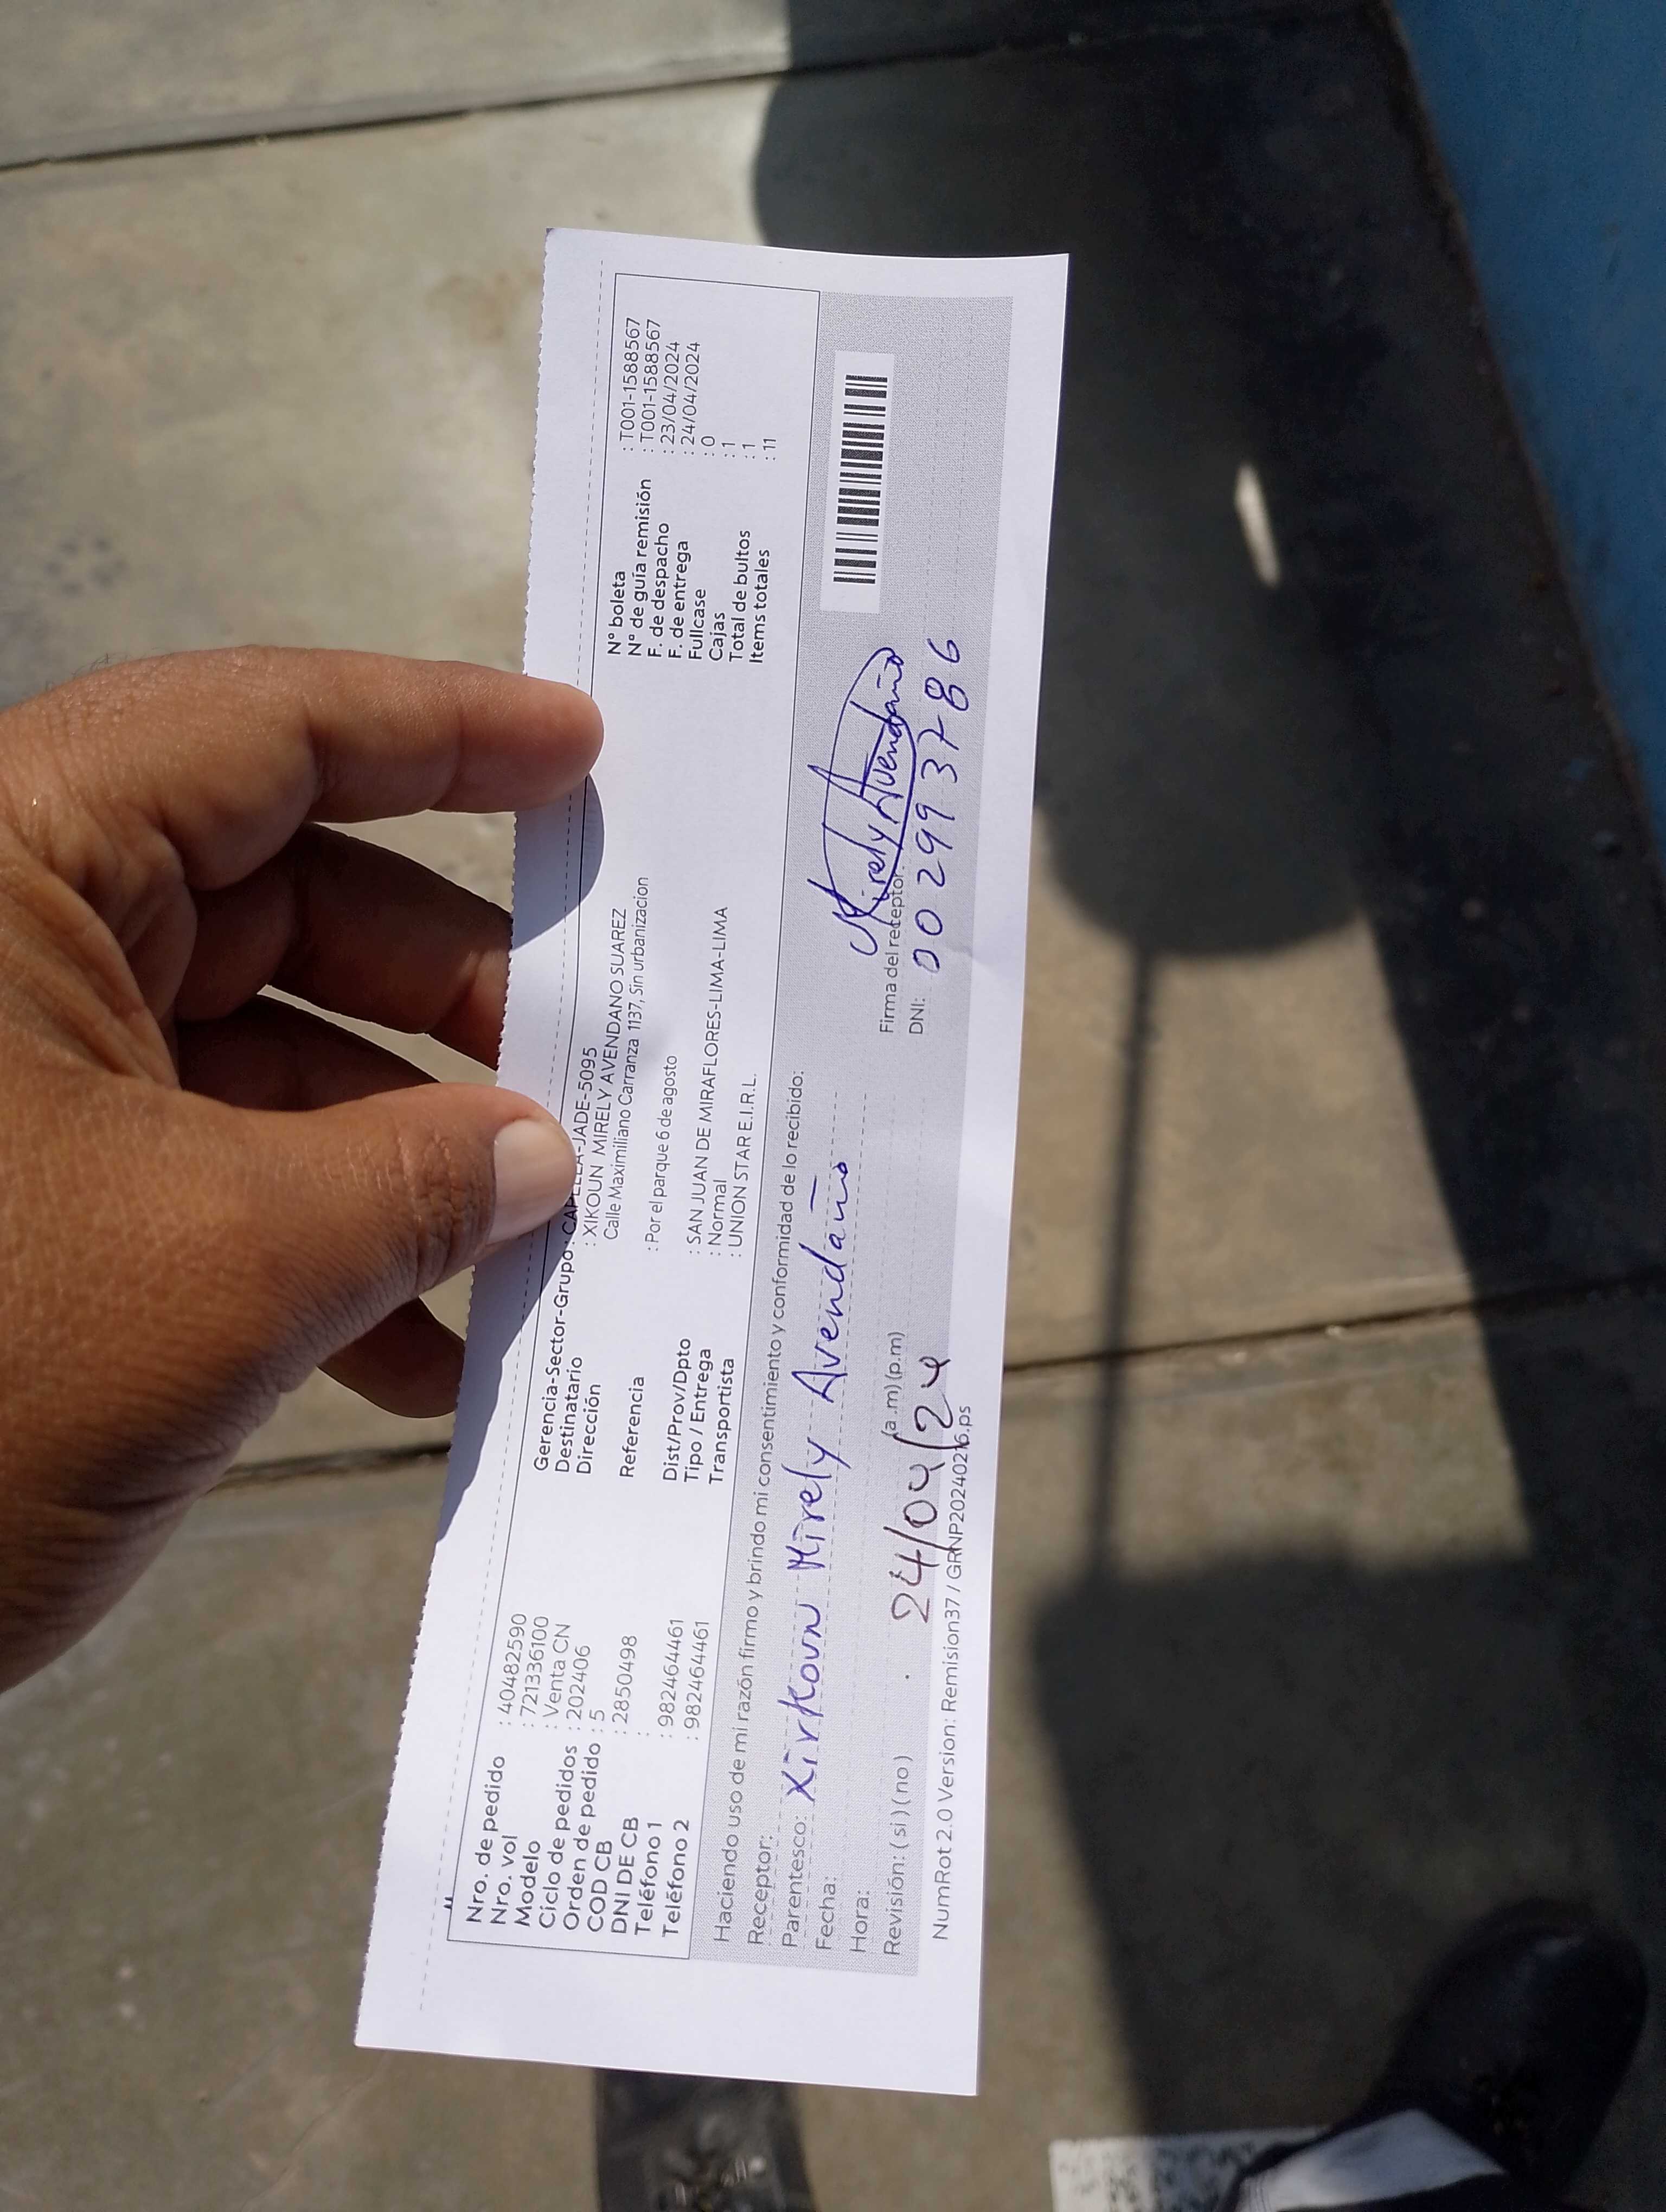 Nro. de pedido : 40482590
Nro. vol : 721336100
Modelo : Venta CN
Ciclo de pedidos : 202406
Orden de pedido : 5
COD CB : 2850498
DNI DE CB :
Teléfono 1 : 982464461
Teléfono 2 : 982464461
Gerencia-Sector-Grupo : CAPELLA-JADE-5095
Destinatario : XIKOUN MIRELY AVENDANO SUAREZ
Dirección Calle Maximiliano Carranza 1137, Sin urbanizacion
Referencia : Por el parque 6 de agosto
Dist/Prov/Dpto : SAN JUAN DE MIRAFLORES-LIMA-LIMA
Tipo / Entrega : Normal
Transportista : UNION STAR E.I.R.L.
N° boleta : T001-1588567
N° de guía remisión : T001-1588567
F. de despacho : 23/04/2024
F. de entrega : 24/04/2024
Fullcase : 0
Cajas : 1
Total de bultos : 1
Items totales : 11
Haciendo uso de mi razón firmo y brindo mi consentimiento y conformidad de lo recibido:
Receptor:
Parentesco: Xirkoun Mirely Avendaño
Fecha:
Hora: (a.m) (p.m)
Revisión: ( si ) ( no ) 24/04/24
Mirely Avendaño
Firma del receptor:
DNI: 002993786
NumRot 2.0 Version: Remision37 / GRNP20240216.ps